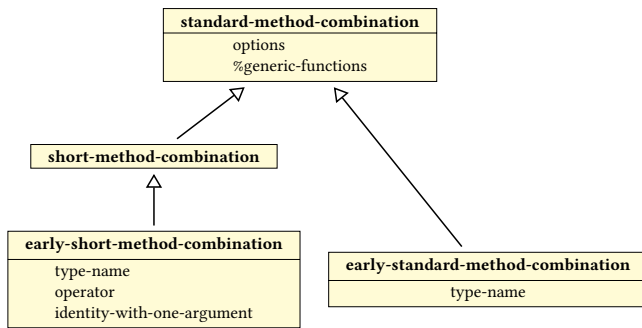 standard-method-combination
options
%generic-functions
short-method-combination
early-short-method-combination
type-name
operator
identity-with-one-argument
early-standard-method-combination
type-name